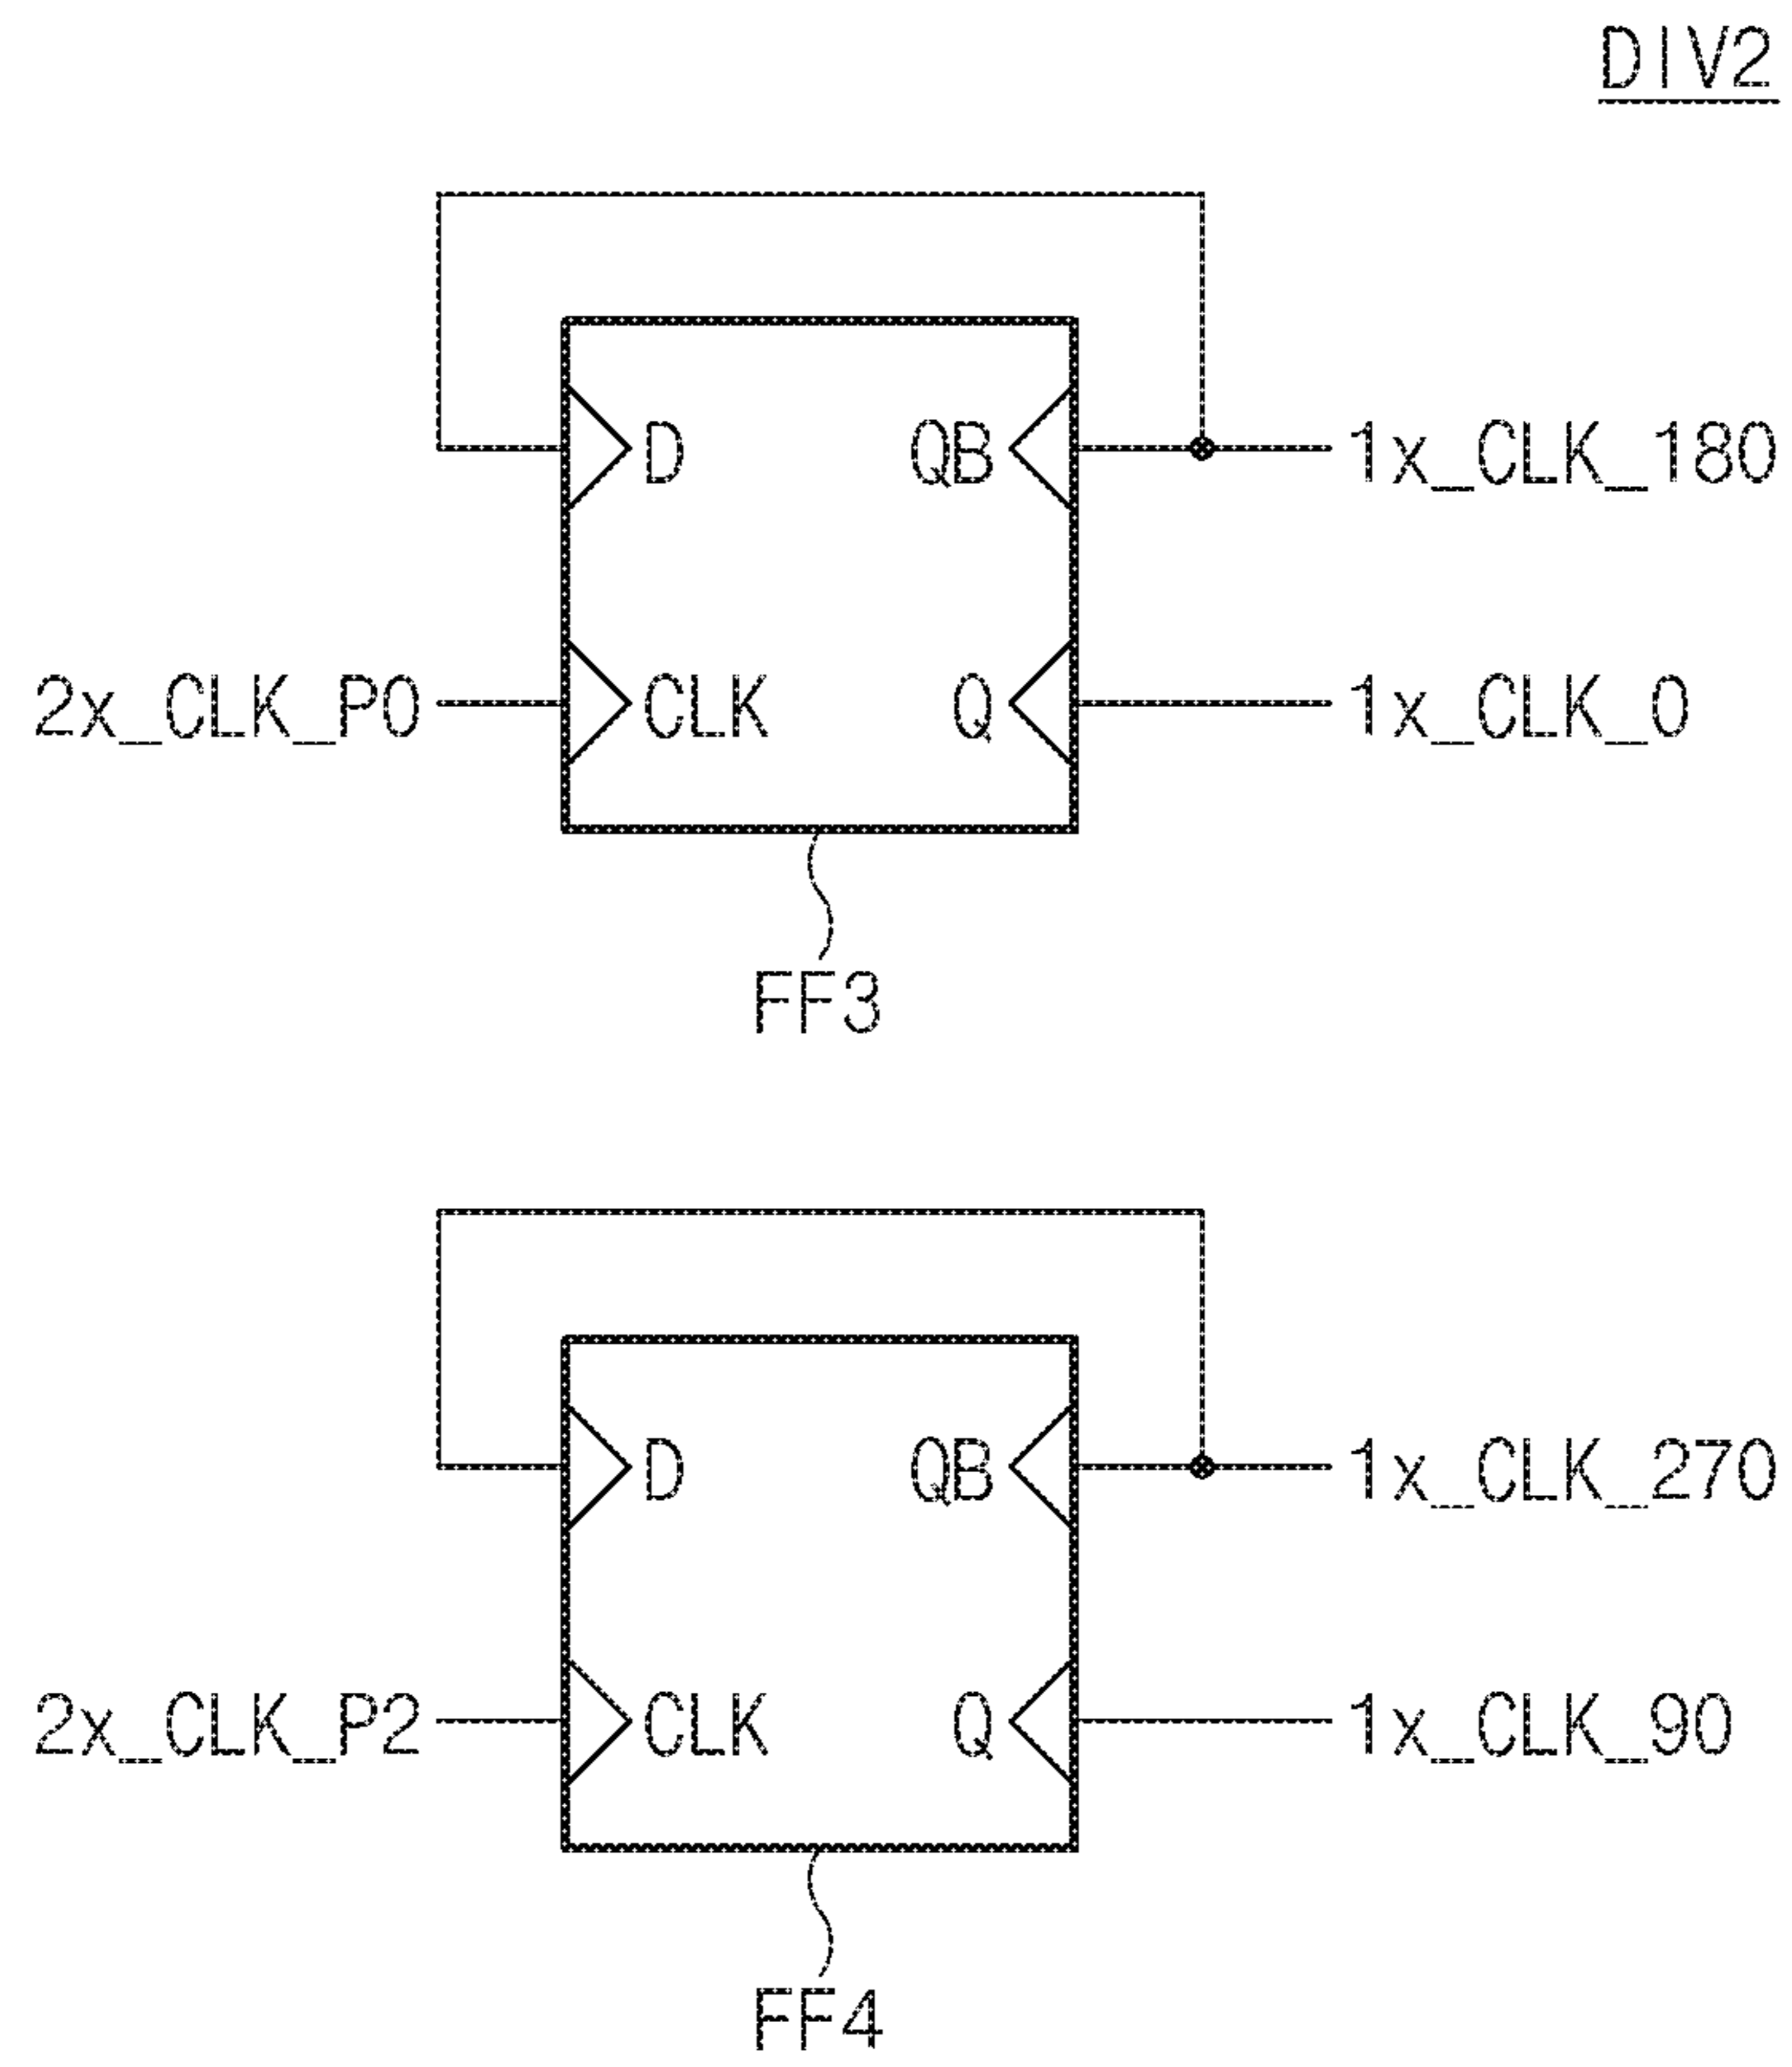 DIV2
D QB 1x_CLK_180
2x_CLK_P0 CLK Q 1x_CLK_0
FF3
D QB 1x_CLK_270
2x_CLK_P2 CLK Q 1x_CLK_90
FF4